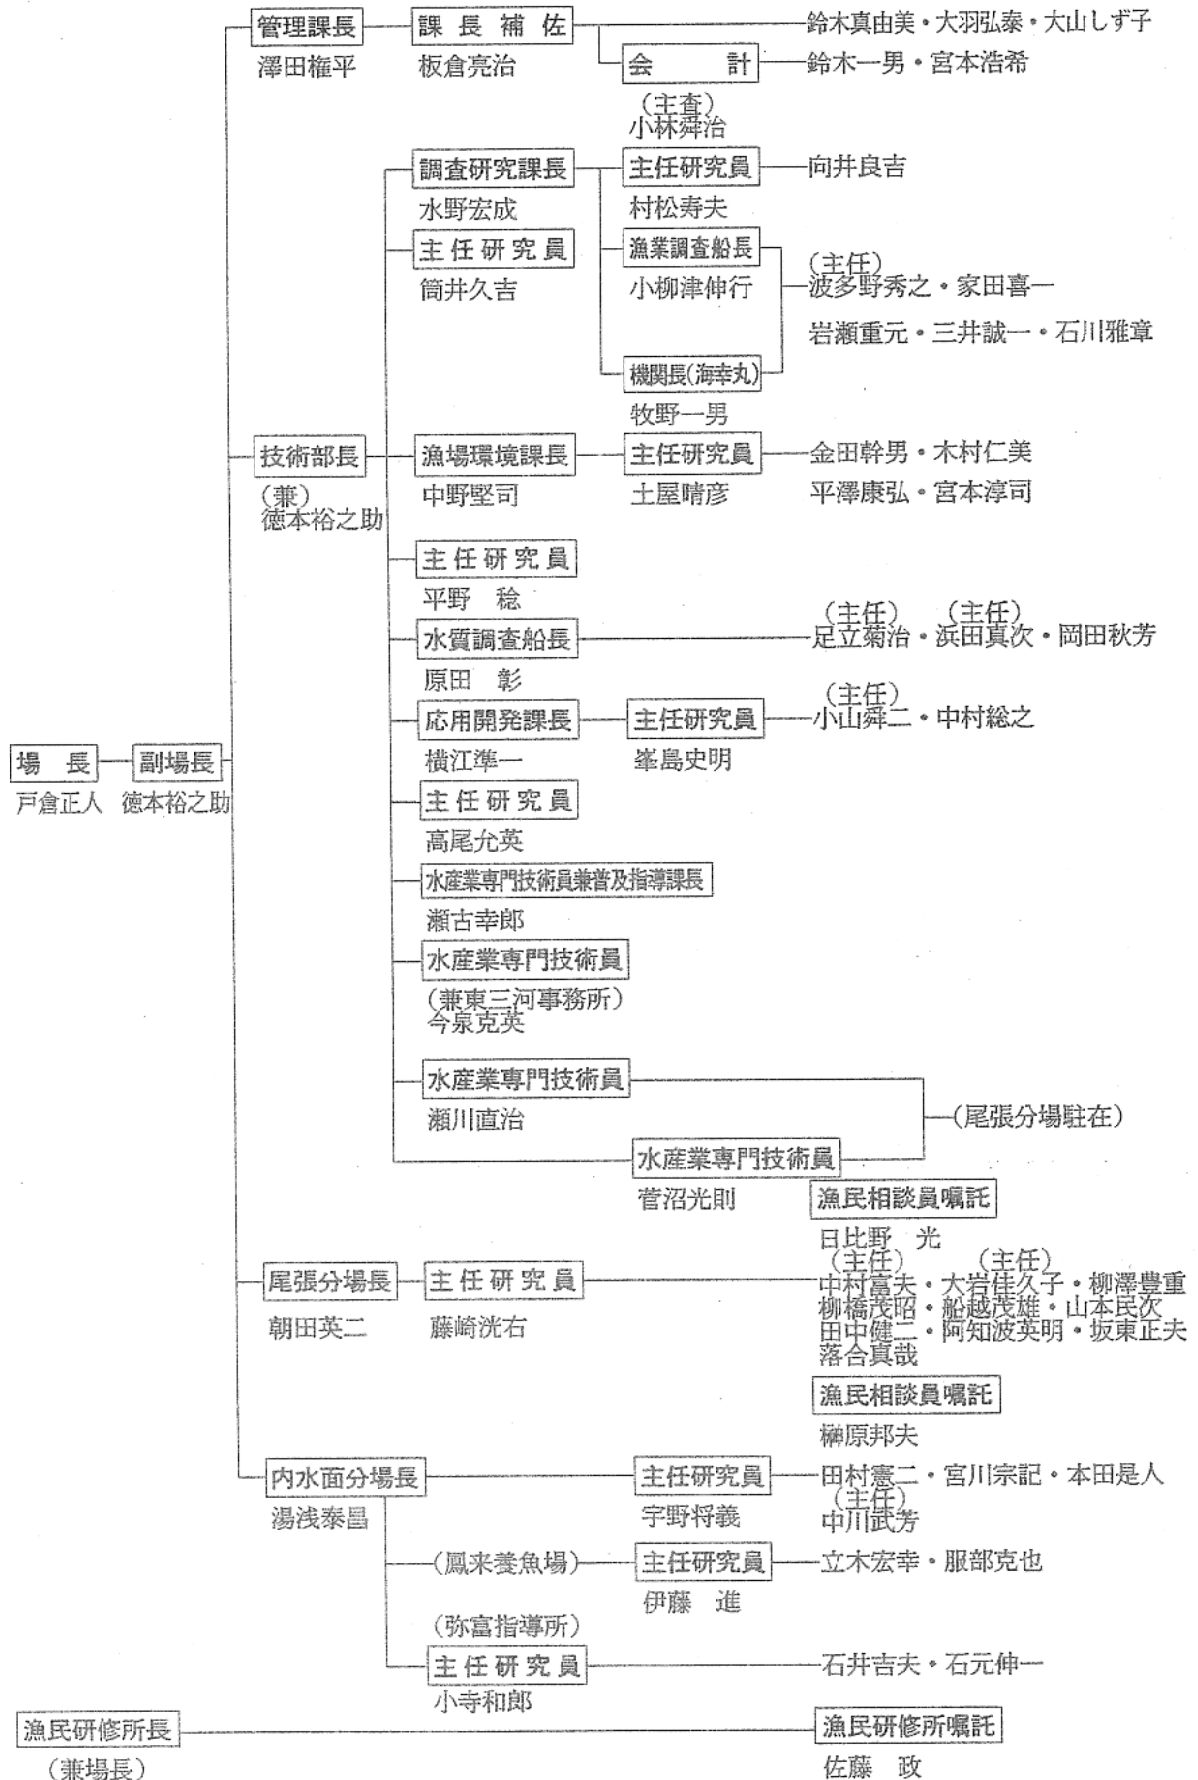 管理課長 課長補佐 鈴木真由美・大羽弘泰・大山しず子
澤田権平 板倉亮治 会計 鈴木一男・宮本浩希
(主査)
小林舜治
調査研究課長 主任研究員 向井良吉
水野宏成 村松寿夫
主任研究員 漁業調査船長 (主任)
筒井久吉 小柳津伸行 波多野秀之・家田喜一
岩瀬重元・三井誠一・石川雅章
機関長(海幸丸)
牧野一男
技術部長 漁場環境課長 主任研究員 金田幹男・木村仁美
(兼) 中野堅司 土屋晴彦 平澤康弘・宮本淳司
徳本裕之助
主任研究員
平野 稔
(主任) (主任)
水質調査船長 足立菊治・浜田真次・岡田秋芳
原田 彰
(主任)
応用開発課長 主任研究員 小山舜二・中村総之
横江準一 峯島史明
場長 副場長
戸倉正人 徳本裕之助
主任研究員
高尾允英
水産業専門技術員兼普及指導課長
瀬古幸郎
水産業専門技術員
(兼東三河事務所)
今泉克英
水産業専門技術員
瀬川直治 (尾張分場駐在)
水産業専門技術員
菅沼光則 漁民相談員嘱託
日比野 光
(主任) (主任)
尾張分場長 主任研究員 中村富夫・大岩佳久子・柳澤豊重
柳橋茂昭・船越茂雄・山本民次
朝田英二 藤崎洸右 田中健二・阿知波英明・坂東正夫
落合真哉
漁民相談員嘱託
榊原邦夫
内水面分場長 主任研究員 田村憲二・宮川宗記・本田是人
(主任)
湯浅泰昌 宇野将義 中川武芳
(鳳来養魚場) 主任研究員 立木宏幸・服部克也
伊藤 進
(弥富指導所)
主任研究員 石井吉夫・石元伸一
小寺和郎
漁民研修所長 漁民研修所嘱託
(兼場長) 佐藤 政